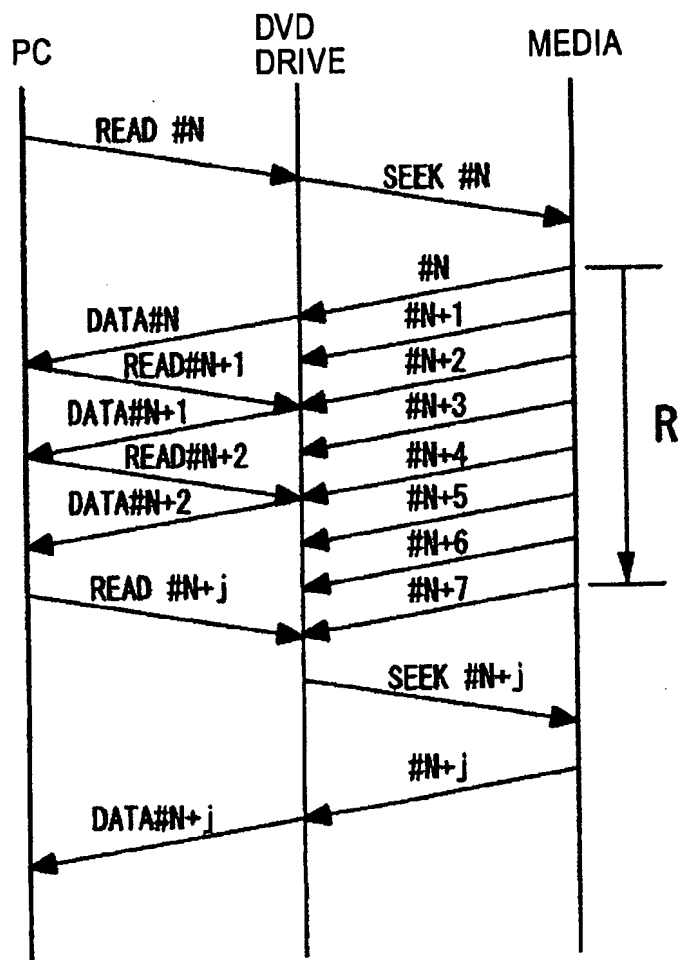 PC
DVD
DRIVE
MEDIA
READ #N
SEEK #N
#N
DATA#N
#N+1
READ#N+1
#N+2
DATA#N+1
#N+3
R
READ#N+2
#N+4
DATA#N+2
#N+5
#N+6
READ #N+j
#N+7
SEEK #N+j
#N+j
DATA#N+j